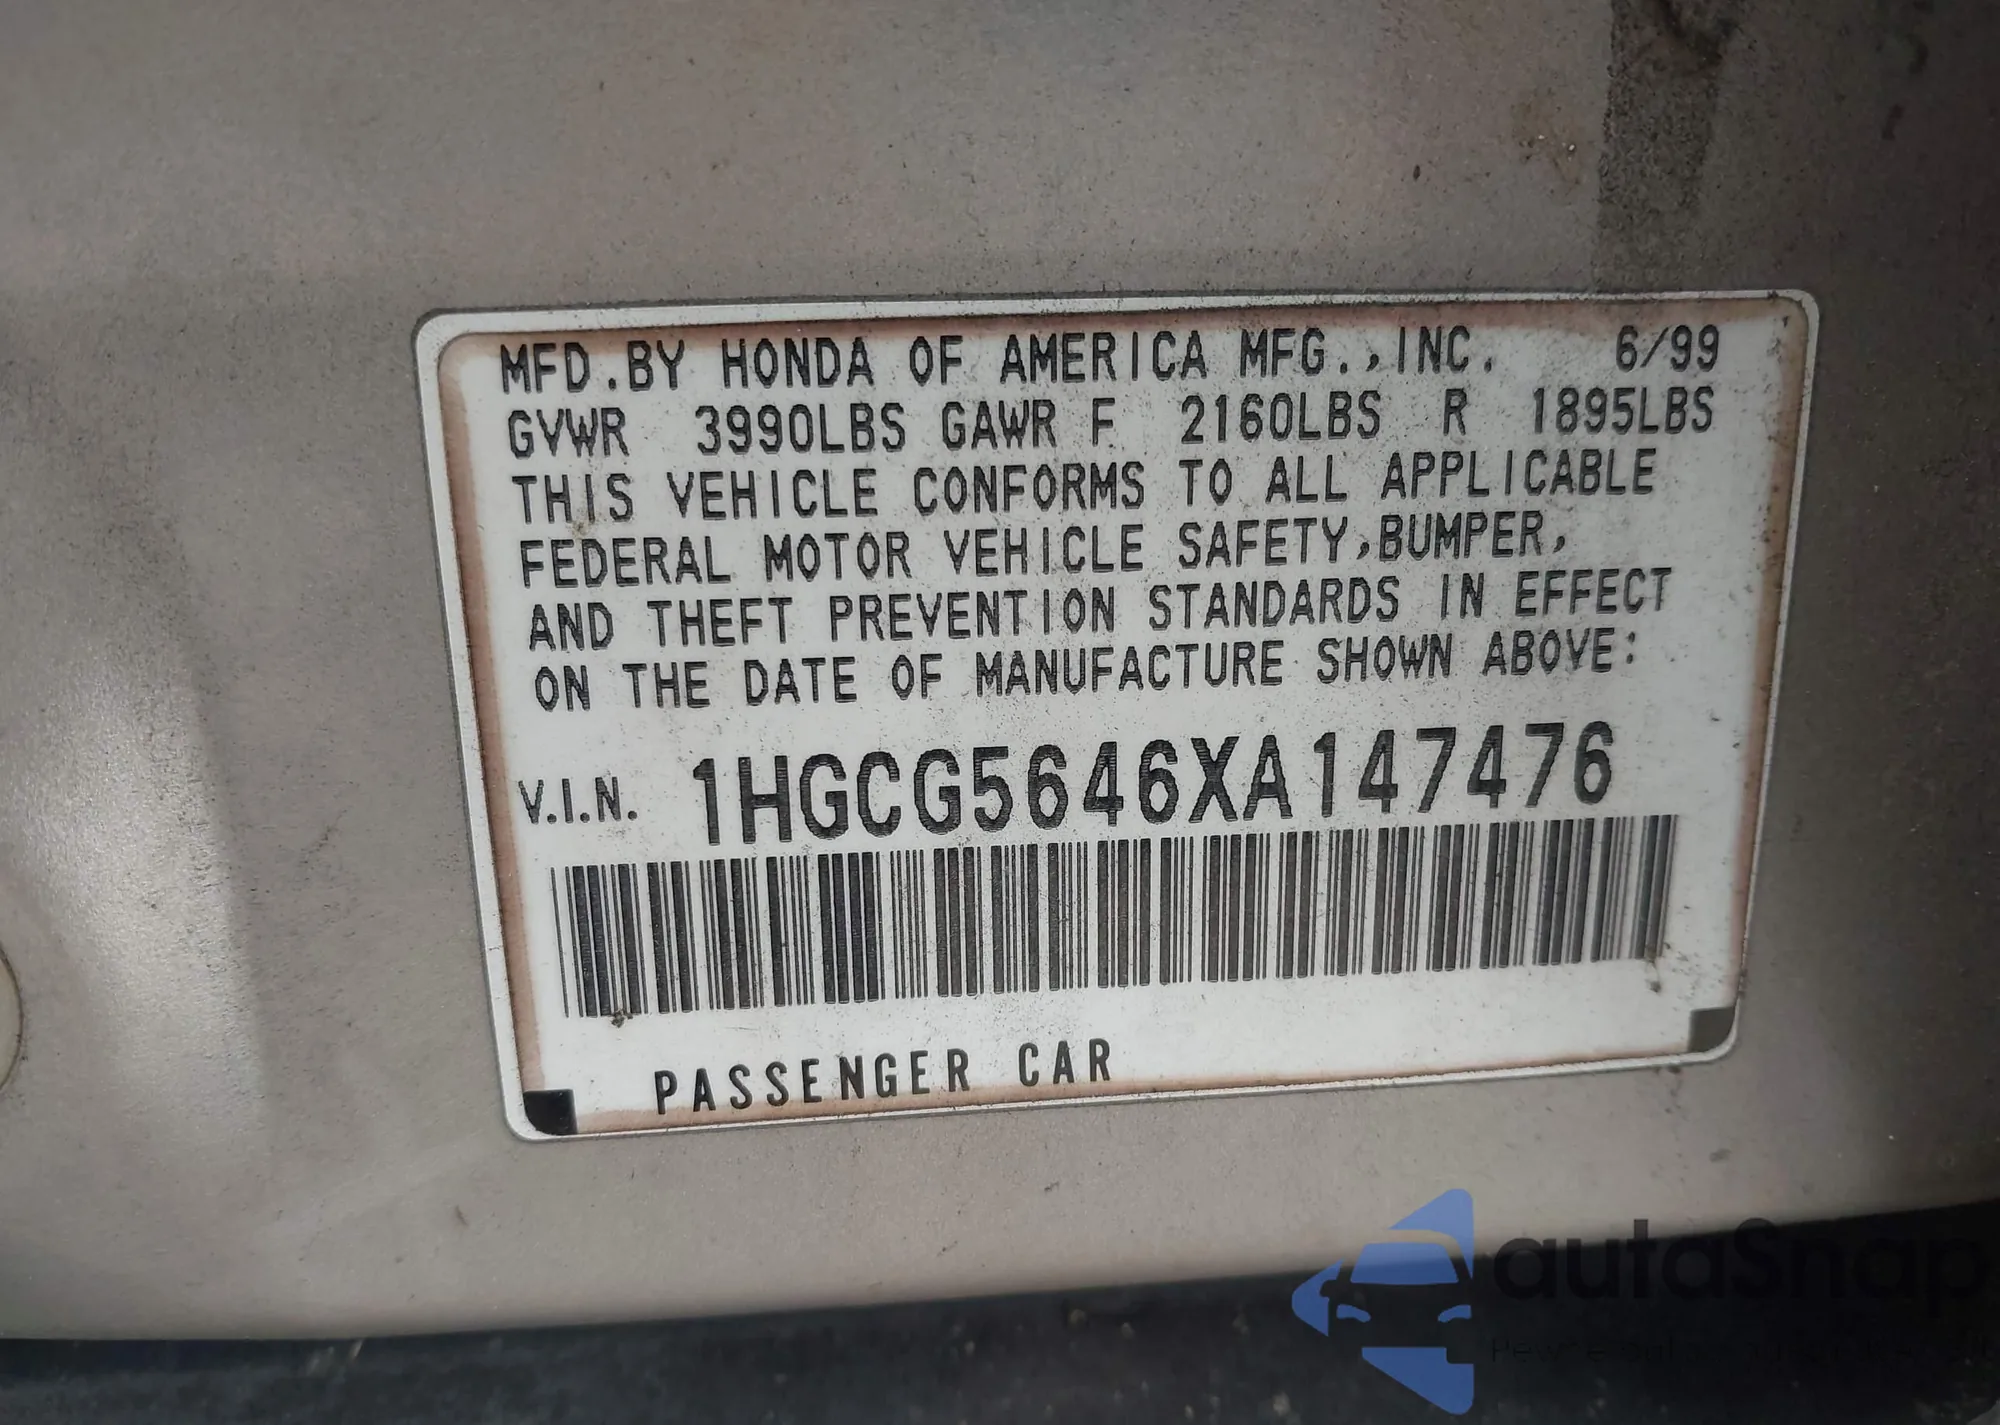 MFD.BY HONDA OF AMERICA MFG.,INC. 6/99
GVWR 3990LBS GAWR F 2160LBS R 1895LBS
THIS VEHICLE CONFORMS TO ALL APPLICABLE
FEDERAL MOTOR VEHICLE SAFETY,BUMPER,
AND THEFT PREVENTION STANDARDS IN EFFECT
ON THE DATE OF MANUFACTURE SHOWN ABOVE:
V.I.N. 1HGCG5646XA147476
PASSENGER CAR
autoSnap